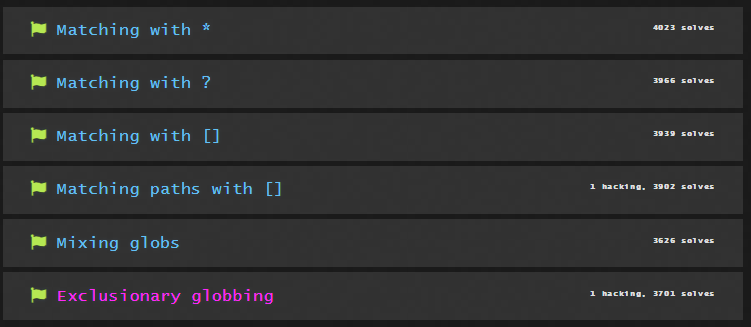 Matching with * 4023 solves
Matching with ? 3966 solves
Matching with [] 3939 solves
Matching paths with [] 1 hacking, 3902 solves
Mixing globs 3626 solves
Exclusionary globbing 1 hacking, 3701 solves